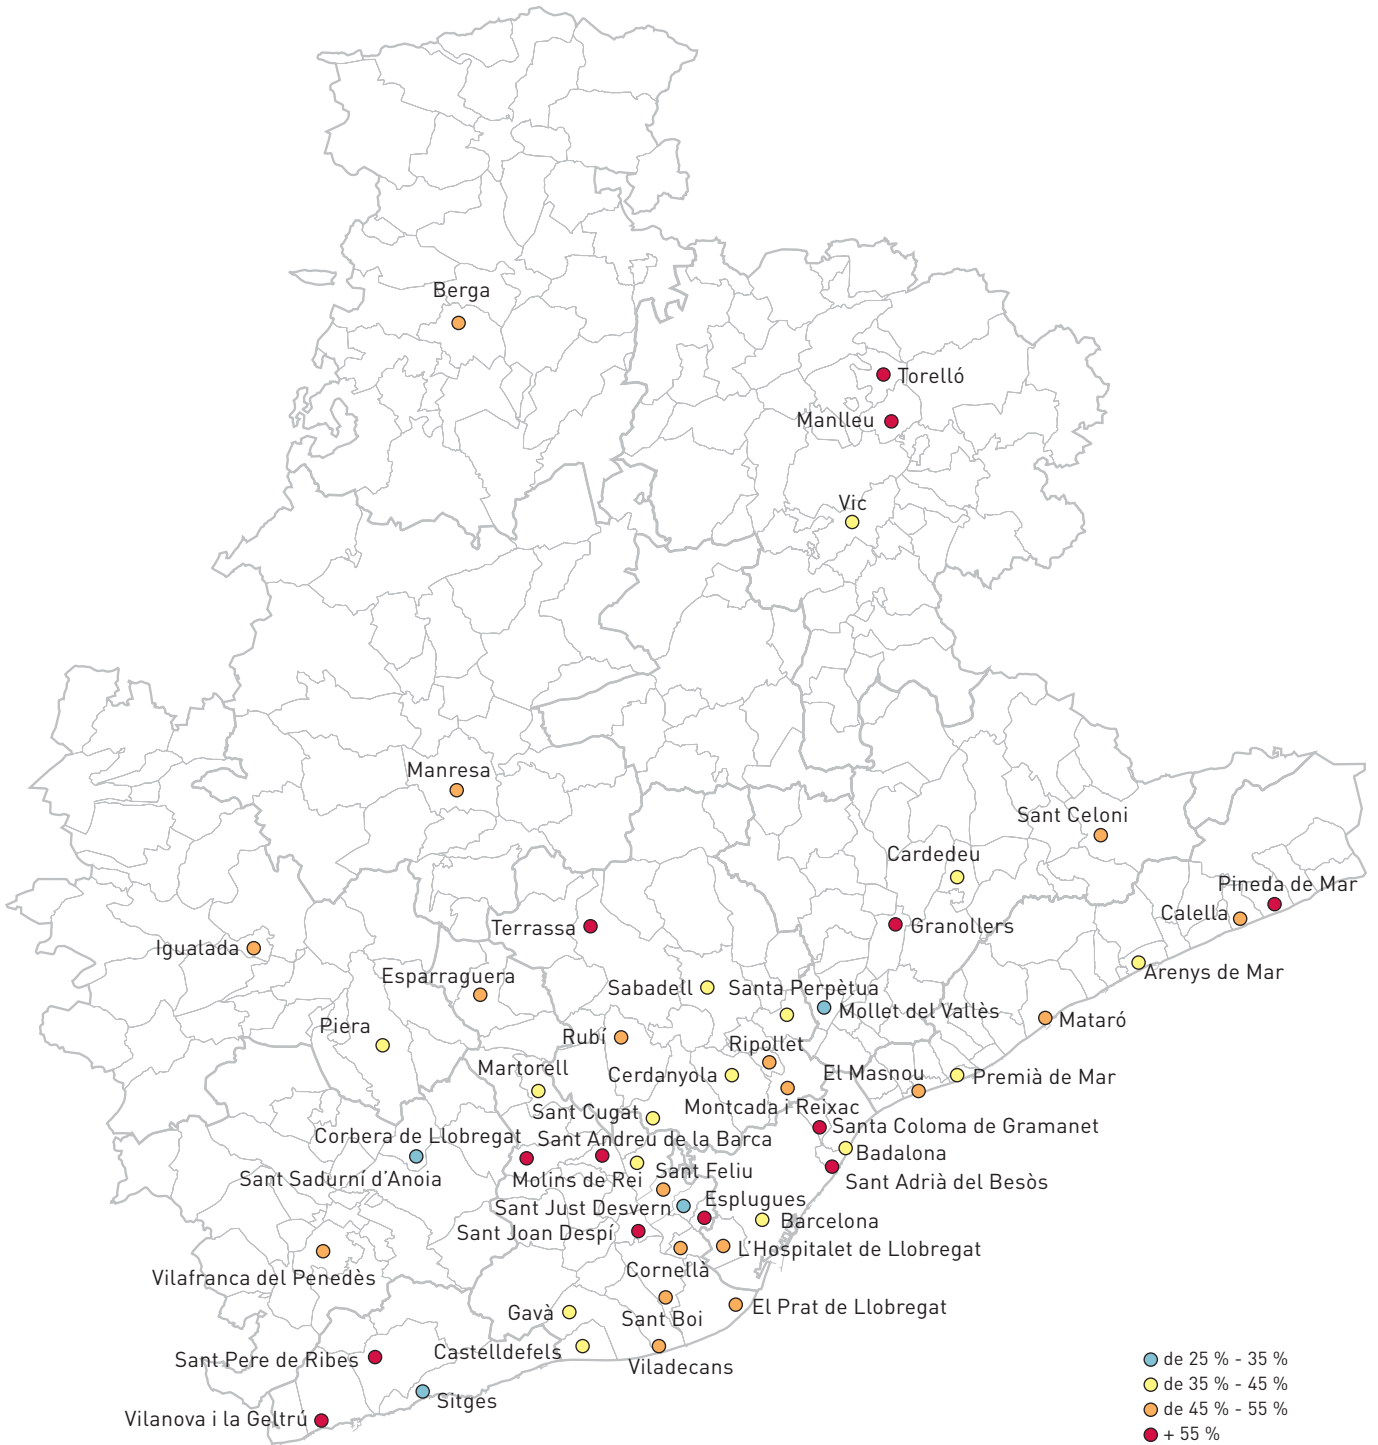 Berga
Torelló
Manlleu
Vic
Manresa
Sant Celoni
Cardedeu
Pineda de Mar
Calella
Terrassa
Granollers
Igualada
Arenys de Mar
Esparraguera
Sabadell
Santa Perpètua
Mollet del Vallès
Mataró
Piera
Rubí
Ripollet
Martorell
Cerdanyola
El Masnou
Premià de Mar
Sant Cugat
Montcada i Reixac
Santa Coloma de Gramanet
Corbera de Llobregat
Sant Andreu de la Barca
Badalona
Sant Sadurní d'Anoia
Molins de Rei
Sant Feliu
Sant Adrià del Besòs
Sant Just Desvern
Esplugues
Barcelona
Sant Joan Despí
L'Hospitalet de Llobregat
Cornellà
Vilafranca del Penedès
Gavà
Sant Boi
El Prat de Llobregat
Castelldefels
Viladecans
Sant Pere de Ribes
Sitges
Vilanova i la Geltrú
de 25 % - 35 %
de 35 % - 45 %
de 45 % - 55 %
+ 55 %